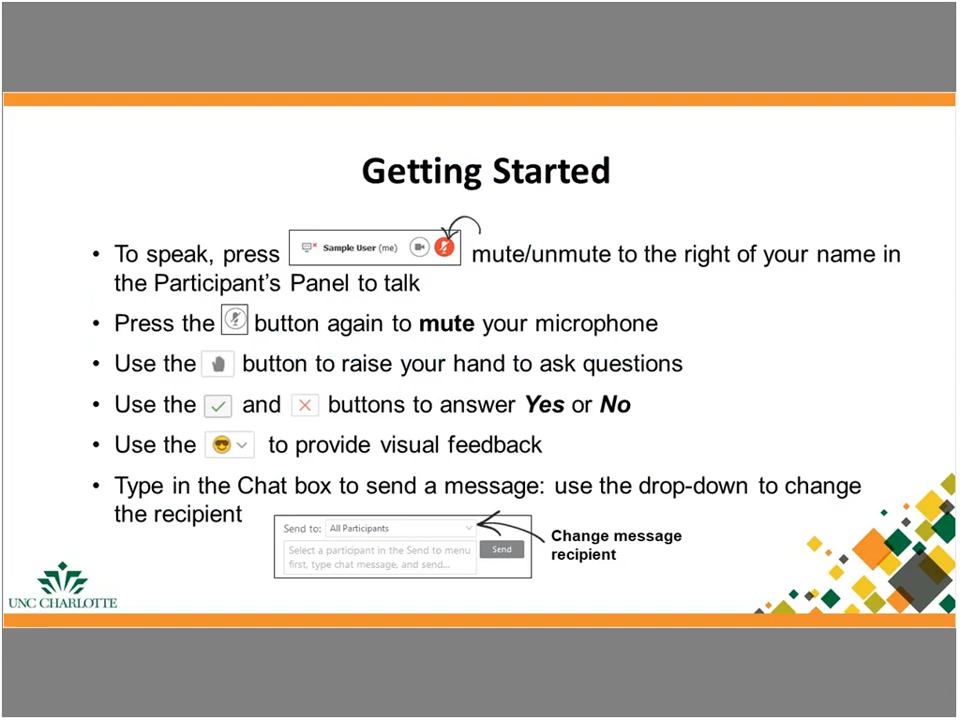 Getting Started
• To speak, press Sample User (me) mute/unmute to the right of your name in
the Participant's Panel to talk
• Press the button again to mute your microphone
• Use the button to raise your hand to ask questions
• Use the and buttons to answer Yes or No
• Use the to provide visual feedback
• Type in the Chat box to send a message: use the drop-down to change
the recipient
Send to: All Participants
Select a participant in the Send to menu
first, type chat message, and send...
Send
Change message
recipient
UNC CHARLOTTE